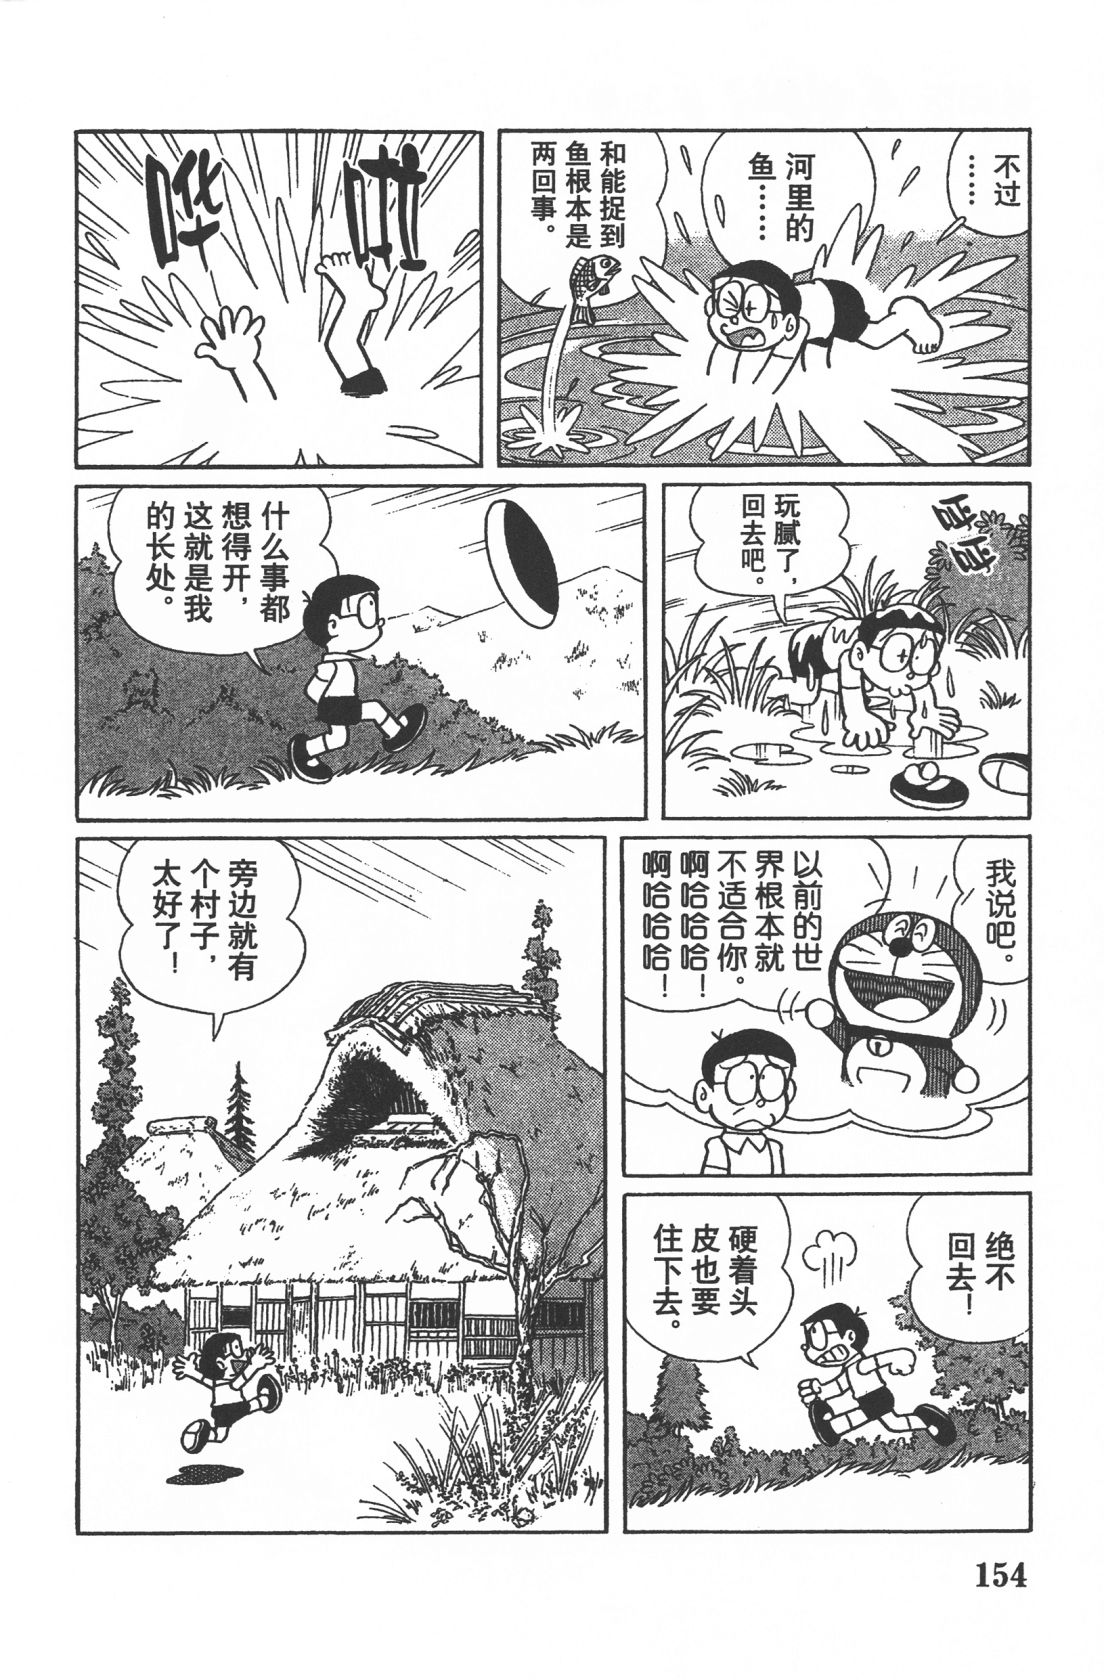 不过
……
河里的
鱼……
和能捉到
鱼根本是
两回事。
哗啦
哗
玩腻了，
回去吧。
什么事都
想得开，
这就是我
的长处。
我说吧。
以前的世
界根本就
不适合你。
啊哈哈哈！
啊哈哈哈！
绝不
回去！
硬着头
皮也要
住下去。
旁边就有
个村子，
太好了！
154